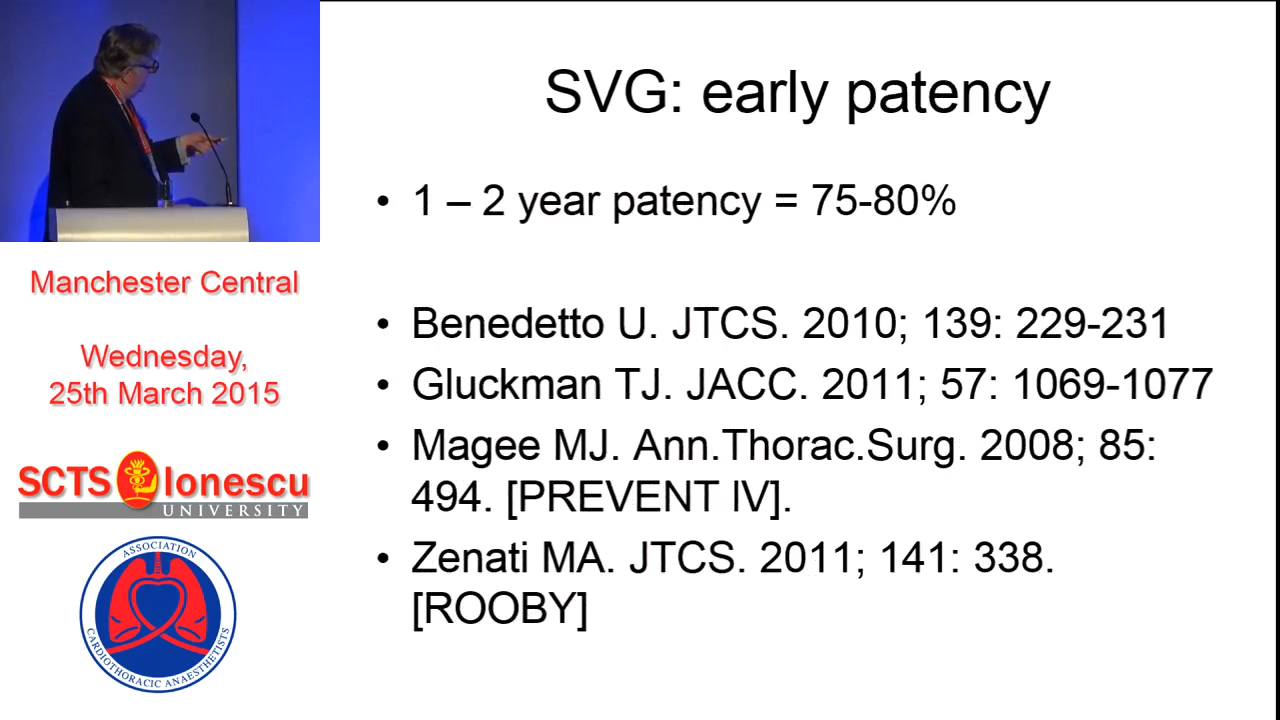 SVG: early patency
• 1 – 2 year patency = 75-80%
• Benedetto U. JTCS. 2010; 139: 229-231
• Gluckman TJ. JACC. 2011; 57: 1069-1077
• Magee MJ. Ann.Thorac.Surg. 2008; 85:
494. [PREVENT IV].
• Zenati MA. JTCS. 2011; 141: 338.
[ROOBY]
Manchester Central
Wednesday,
25th March 2015
SCTS Ionescu
UNIVERSITY
ASSOCIATION
CARDIOTHORACIC ANAESTHETISTS